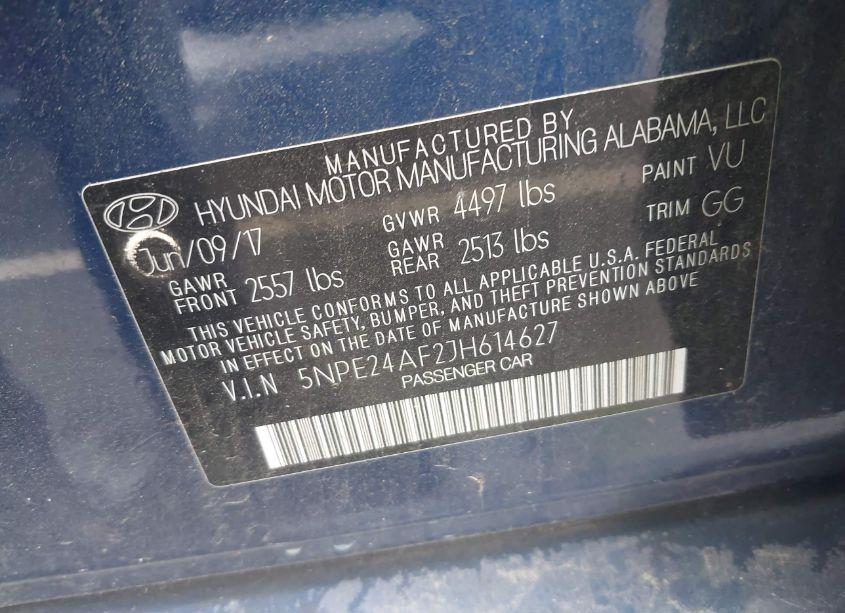 MANUFACTURED BY
HYUNDAI MOTOR MANUFACTURING ALABAMA, LLC
Jun/09/17 GVWR 4497 lbs PAINT VU
GAWR FRONT 2557 lbs GAWR REAR 2513 lbs TRIM GG
THIS VEHICLE CONFORMS TO ALL APPLICABLE U.S.A. FEDERAL
MOTOR VEHICLE SAFETY, BUMPER, AND THEFT PREVENTION STANDARDS
IN EFFECT ON THE DATE OF MANUFACTURE SHOWN ABOVE
V.I.N 5NPE24AF2JH614627
PASSENGER CAR